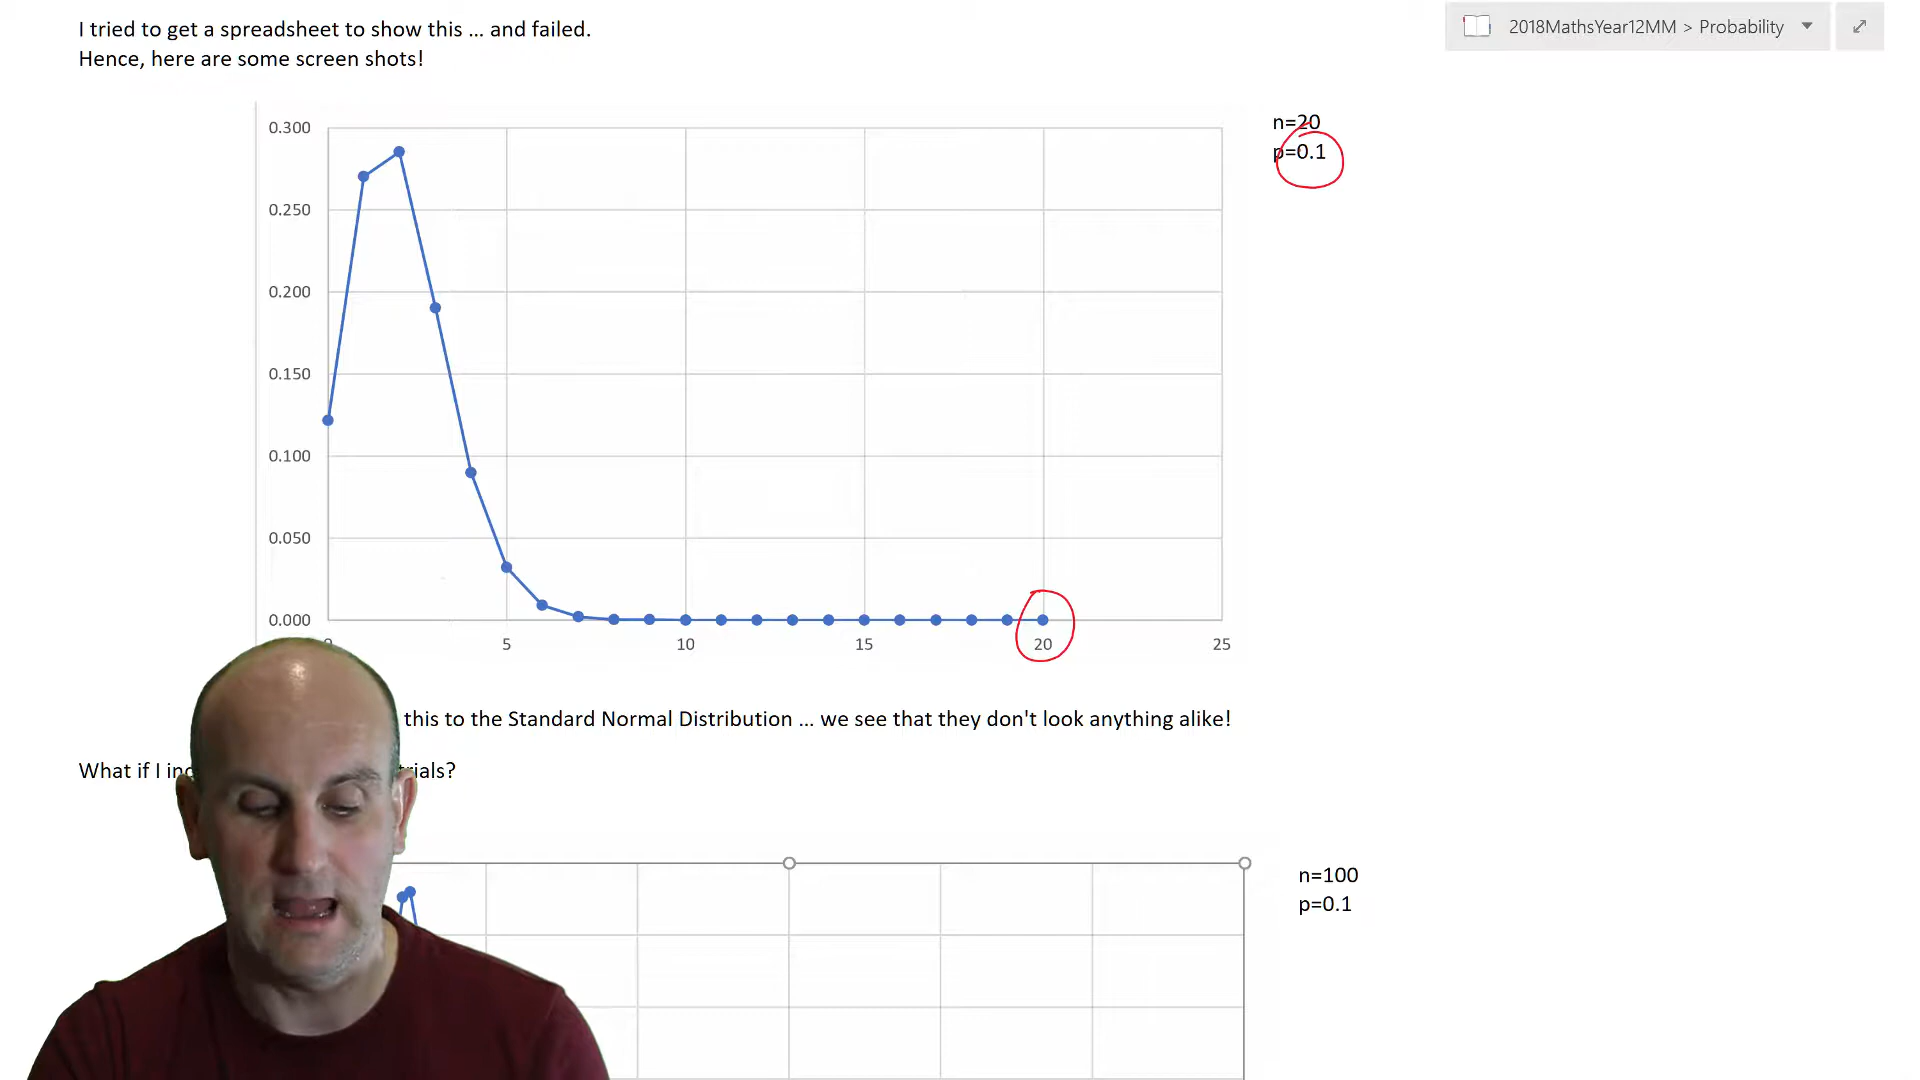 I tried to get a spreadsheet to show this ... and failed.
Hence, here are some screen shots!
2018MathsYear12MM > Probability
n=20
p=0.1
0.300
0.250
0.200
0.150
0.100
0.050
0.000
5
10
15
20
25
this to the Standard Normal Distribution ... we see that they don't look anything alike!
What if I
n=100
p=0.1